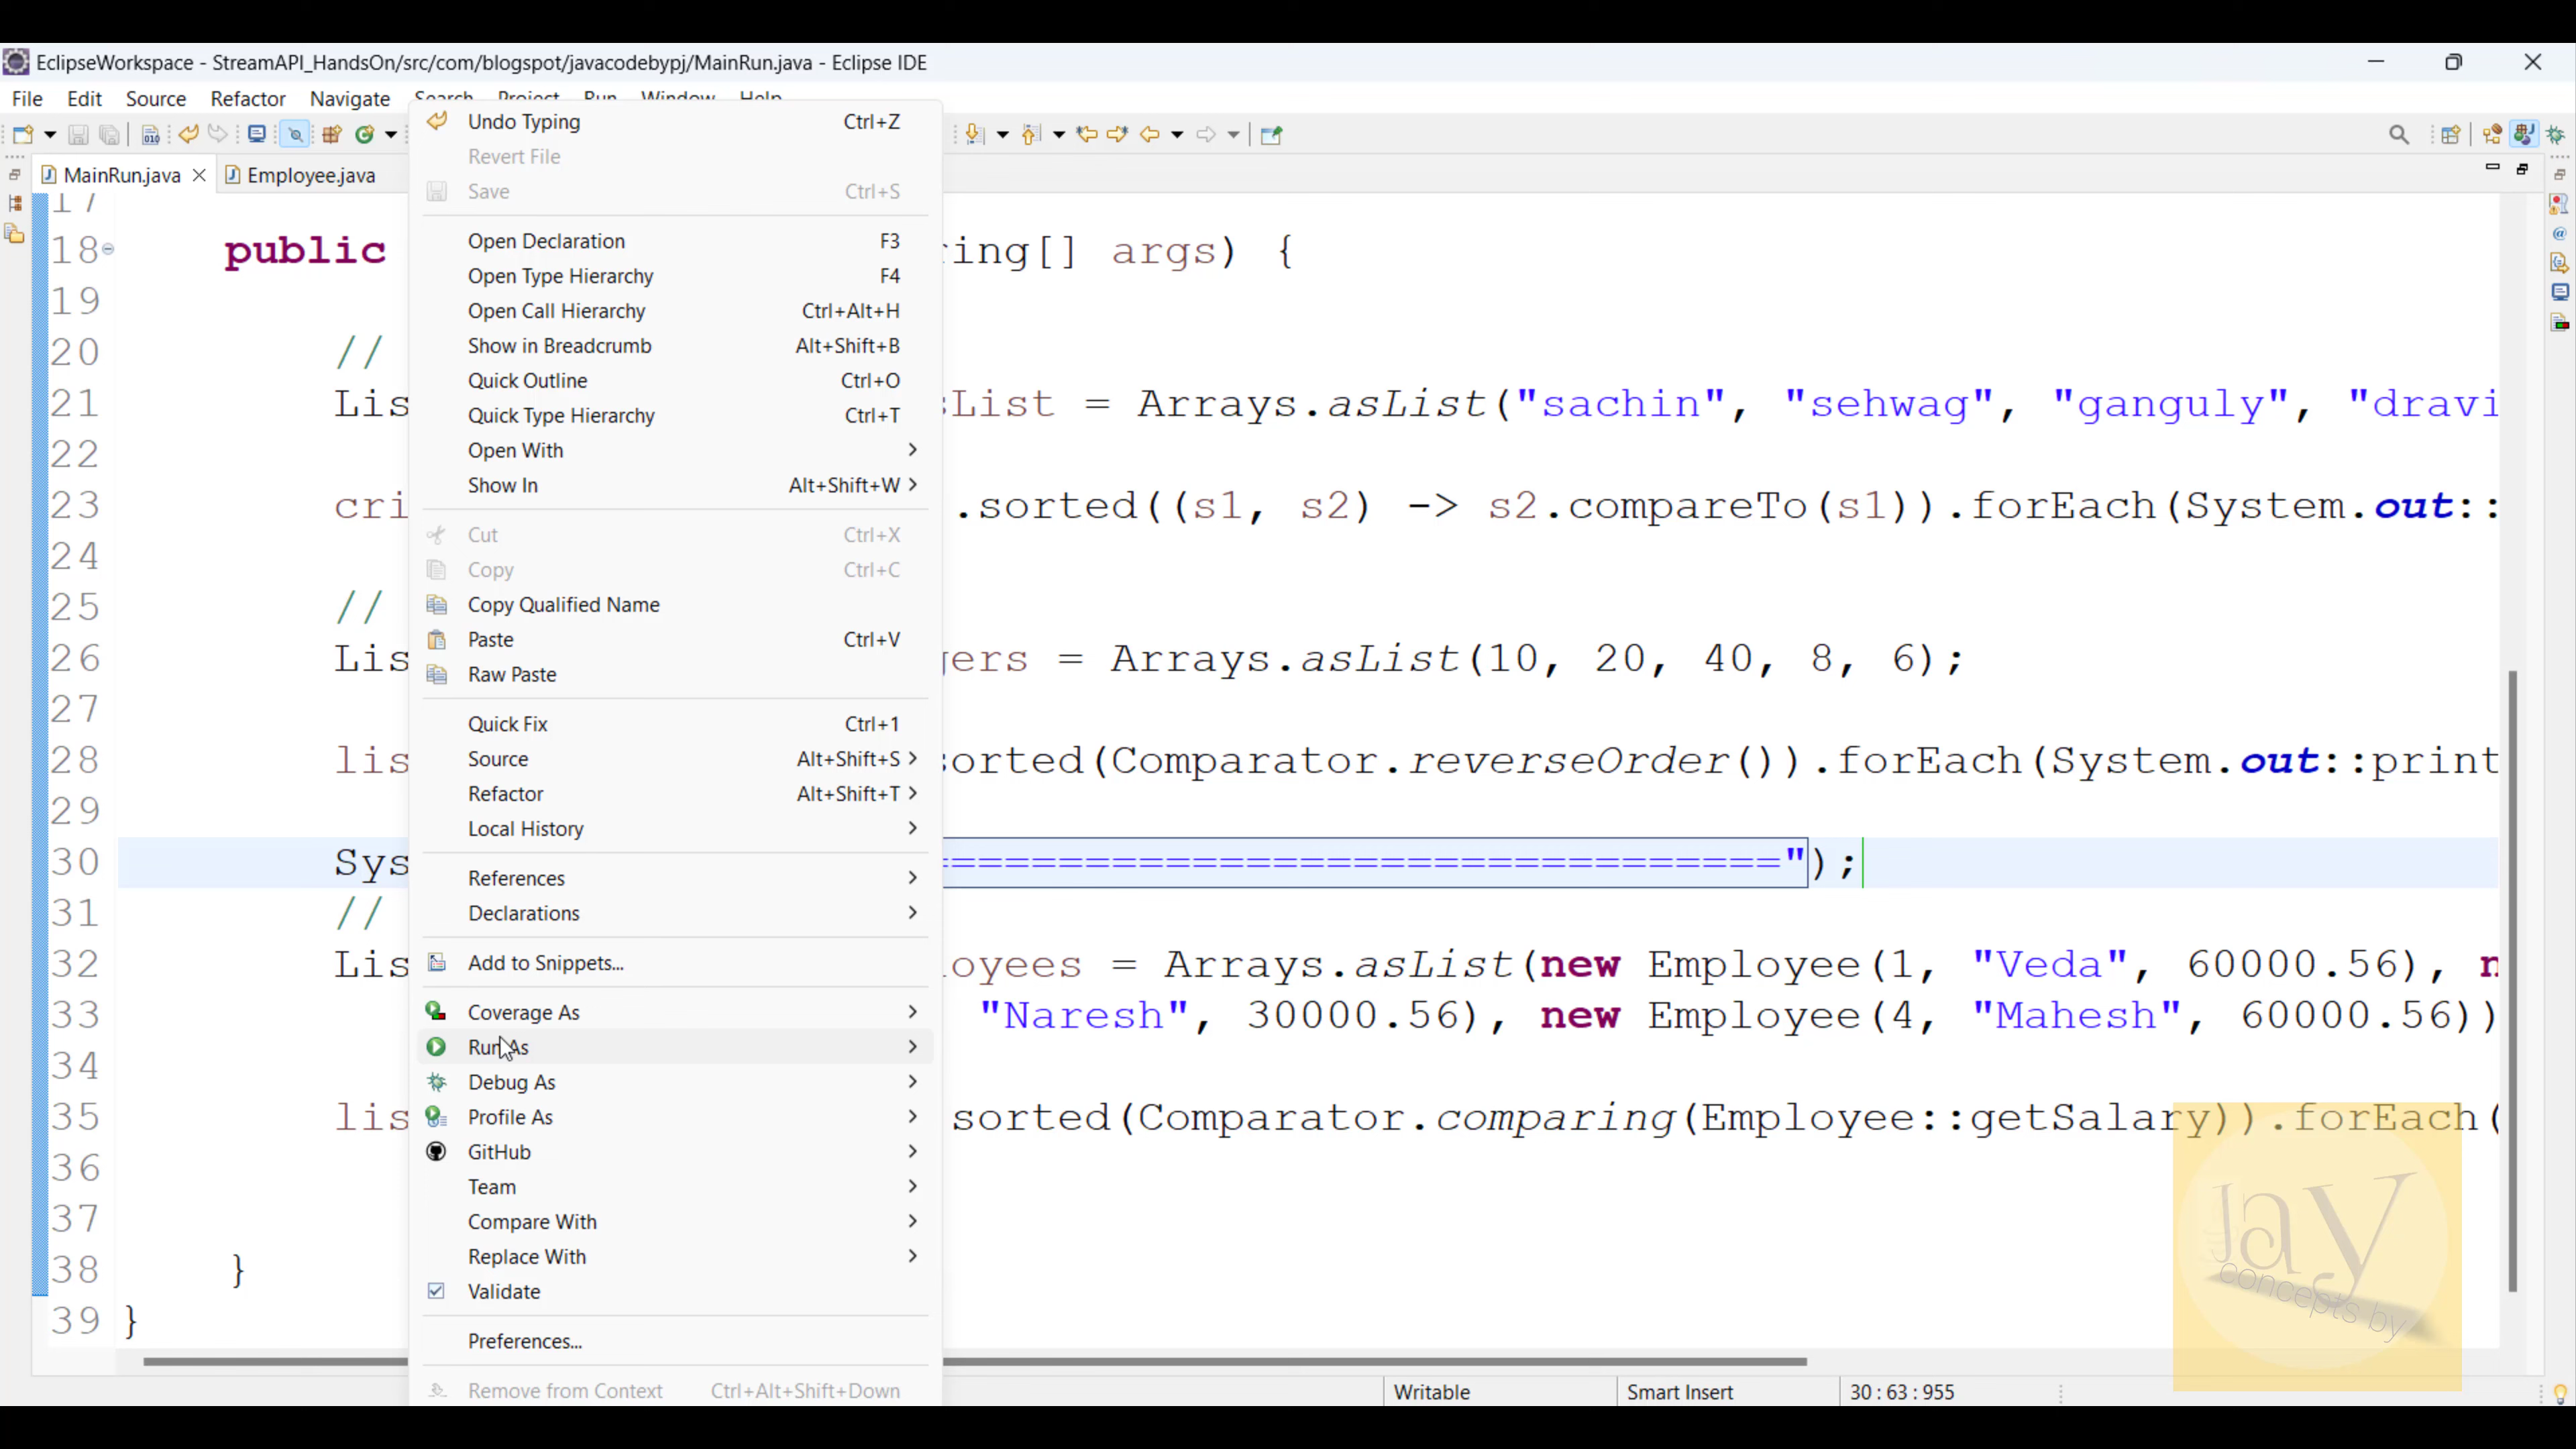 EclipseWorkspace - StreamAPI_HandsOn/src/com/blogspot/javacodebypj/MainRun.java - Eclipse IDE
File Edit Source Refactor Navigate Search Project Run Window Help
MainRun.java Employee.java
Undo Typing Ctrl+Z
Revert File
Save Ctrl+S
Open Declaration F3
Open Type Hierarchy F4
Open Call Hierarchy Ctrl+Alt+H
Show in Breadcrumb Alt+Shift+B
Quick Outline Ctrl+O
Quick Type Hierarchy Ctrl+T
Open With
Show In Alt+Shift+W
Cut Ctrl+X
Copy Ctrl+C
Copy Qualified Name
Paste Ctrl+V
Raw Paste
Quick Fix Ctrl+1
Source Alt+Shift+S
Refactor Alt+Shift+T
Local History
References
Declarations
Add to Snippets...
Coverage As
Run As
Debug As
Profile As
GitHub
Team
Compare With
Replace With
Validate
Preferences...
Remove from Context Ctrl+Alt+Shift+Down
17
18 public ring[] args) {
19
20 //
21 Lis sList = Arrays.asList("sachin", "sehwag", "ganguly", "dravi
22
23 cri .sorted((s1, s2) -> s2.compareTo(s1)).forEach(System.out::
24
25 //
26 Lis gers = Arrays.asList(10, 20, 40, 8, 6);
27
28 lis sorted(Comparator.reverseOrder()).forEach(System.out::print
29
30 Sys ===============================");
31 //
32 Lis oyees = Arrays.asList(new Employee(1, "Veda", 60000.56), n
33 "Naresh", 30000.56), new Employee(4, "Mahesh", 60000.56))
34
35 lis sorted(Comparator.comparing(Employee::getSalary)).forEach(
36
37
38 }
39 }
Jay
concepts by
Writable Smart Insert 30 : 63 : 955